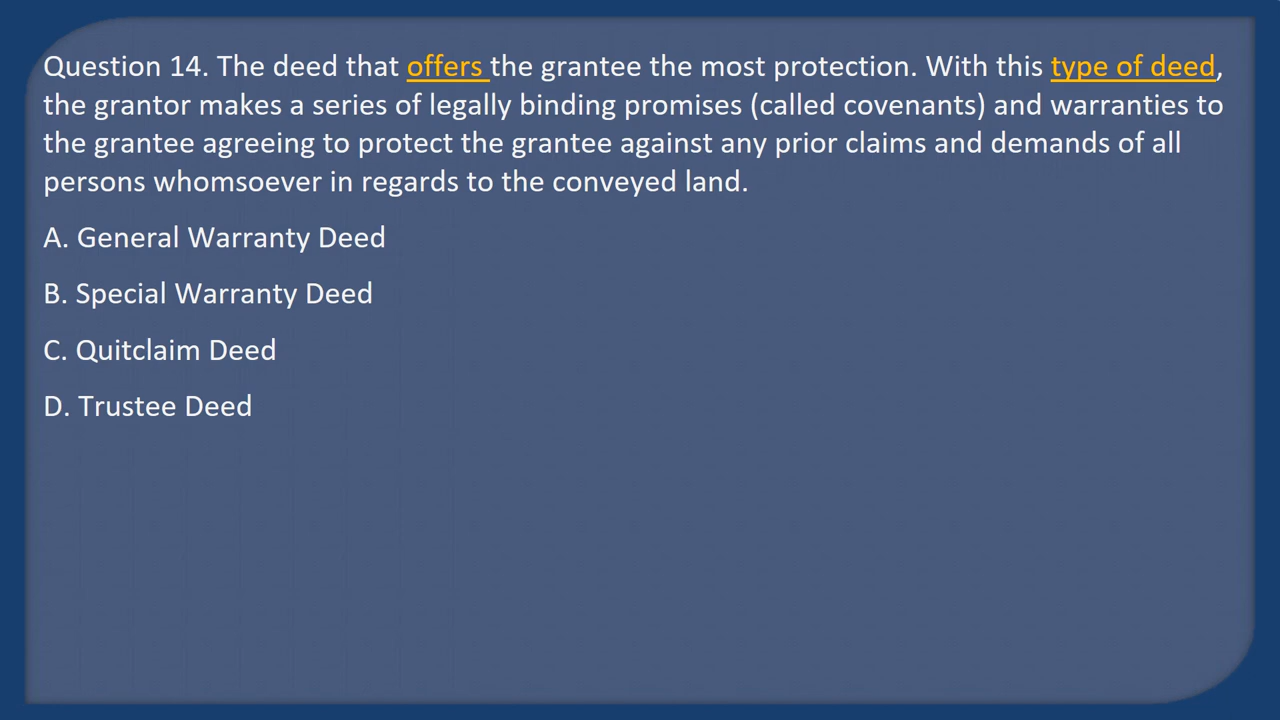 Question 14. The deed that offers the grantee the most protection. With this type of deed,
the grantor makes a series of legally binding promises (called covenants) and warranties to
the grantee agreeing to protect the grantee against any prior claims and demands of all
persons whomsoever in regards to the conveyed land.
A. General Warranty Deed
B. Special Warranty Deed
C. Quitclaim Deed
D. Trustee Deed